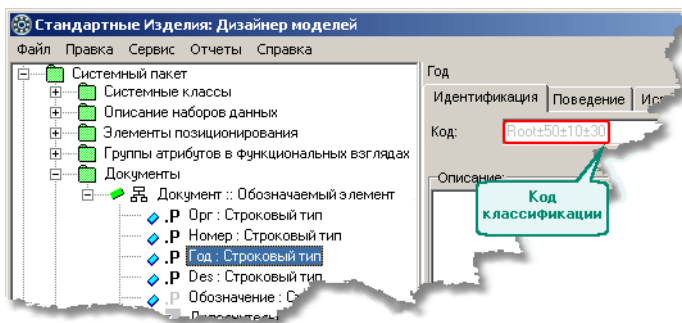 Стандартные Изделия: Дизайнер моделей
Файл Правка Сервис Отчеты Справка
Системный пакет
Системные классы
Описание наборов данных
Элементы позиционирования
Группы атрибутов в функциональных взглядах
Документы
Документ :: Обозначаемый элемент
.P Орг : Строковый тип
.P Номер : Строковый тип
.P Год : Строковый тип
.P Des : Строковый тип
.P Обозначение :
Год
Идентификация Поведение
Код: Root±50±10±30
Описание:
Код
классификации